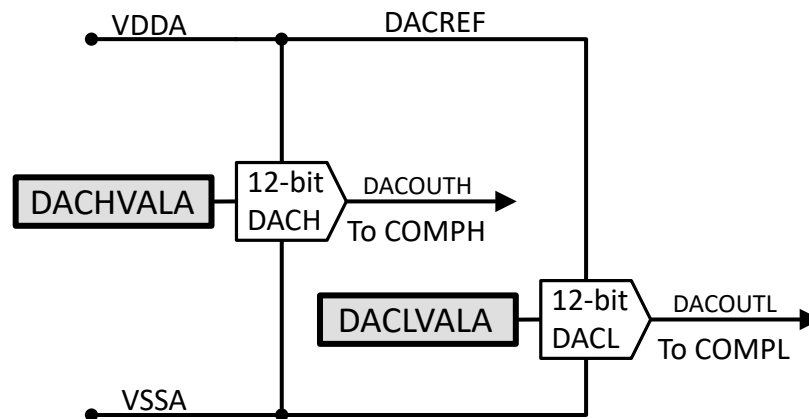 VDDA
DACREF
12-bit
DACH
DACHVALA
DACOUTH
To COMPH
12-bit
DACL
DACLVALA
DACOUTL
To COMPL
VSSA